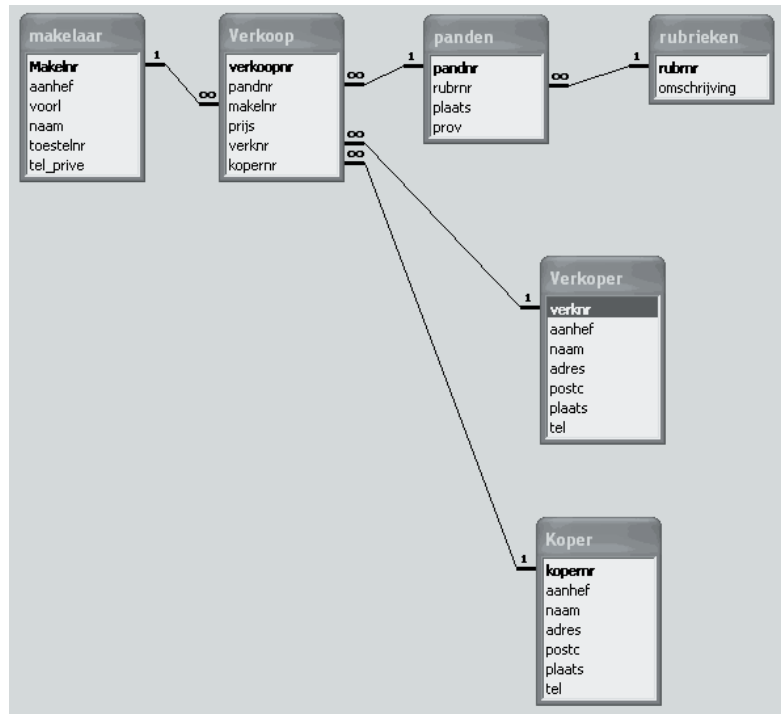 makelaar
Makelnr
aanhef
voorl
naam
toestelnr
tel_prive
1
∞
Verkoop
verkoopnr
pandnr
makelnr
prijs
verknr
kopernr
∞
∞
∞
1
panden
pandnr
rubrnr
plaats
prov
∞
1
rubrieken
rubrnr
omschrijving
1
Verkoper
verknr
aanhef
naam
adres
postc
plaats
tel
1
Koper
kopernr
aanhef
naam
adres
postc
plaats
tel